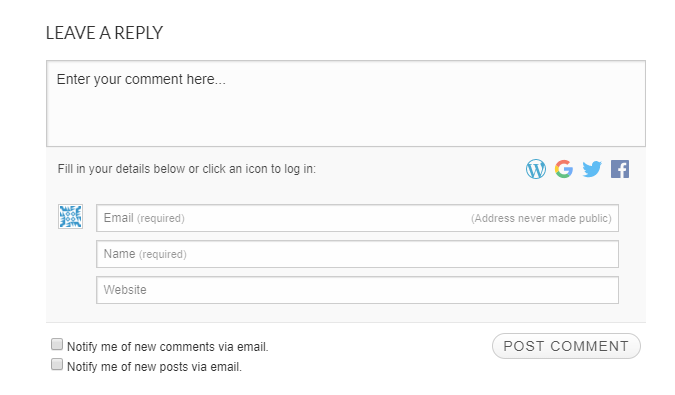 LEAVE A REPLY
Enter your comment here...
Fill in your details below or click an icon to log in:
Email (required) (Address never made public)
Name (required)
Website
Notify me of new comments via email.
POST COMMENT
Notify me of new posts via email.